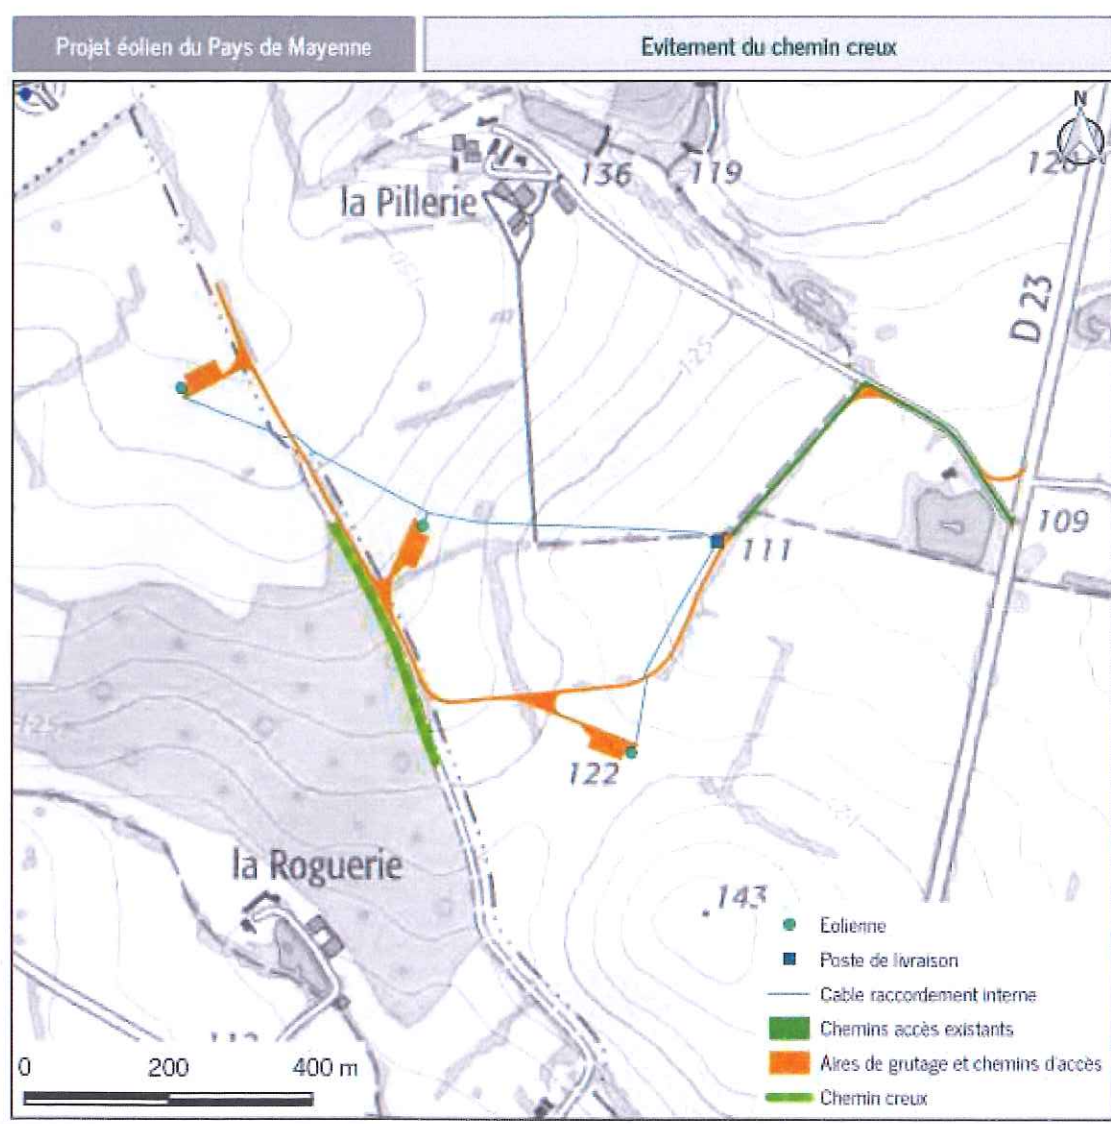 Projet éolien du Pays de Mayenne
Evitement du chemin creux
N
136
119
la Pillerie
D 23
125
109
111
122
la Roguerie
143
Eolienne
Poste de livraison
Cable raccordement interne
Chemins accès existants
Aires de grutage et chemins d'accès
Chemin creux
0 200 400 m